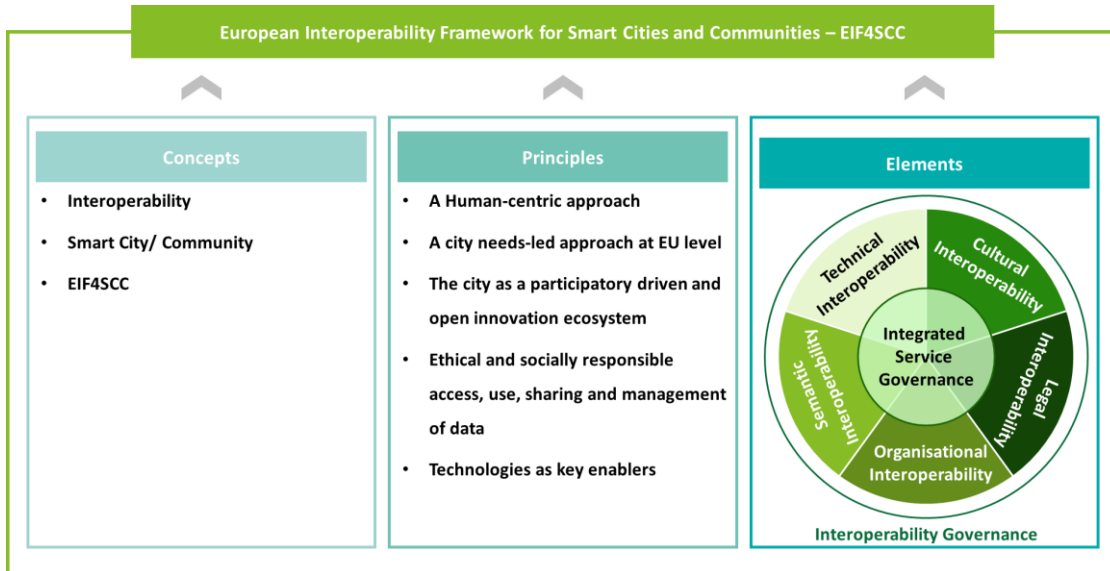 European Interoperability Framework for Smart Cities and Communities – EIF4SCC
Concepts
• Interoperability
• Smart City/ Community
• EIF4SCC
Principles
• A Human-centric approach
• A city needs-led approach at EU level
• The city as a participatory driven and
open innovation ecosystem
• Ethical and socially responsible
access, use, sharing and management
of data
• Technologies as key enablers
Elements
Technical
Interoperability
Cultural
Interoperability
Legal
Interoperability
Organisational
Interoperability
Semantic
Interoperability
Integrated
Service
Governance
Interoperability Governance